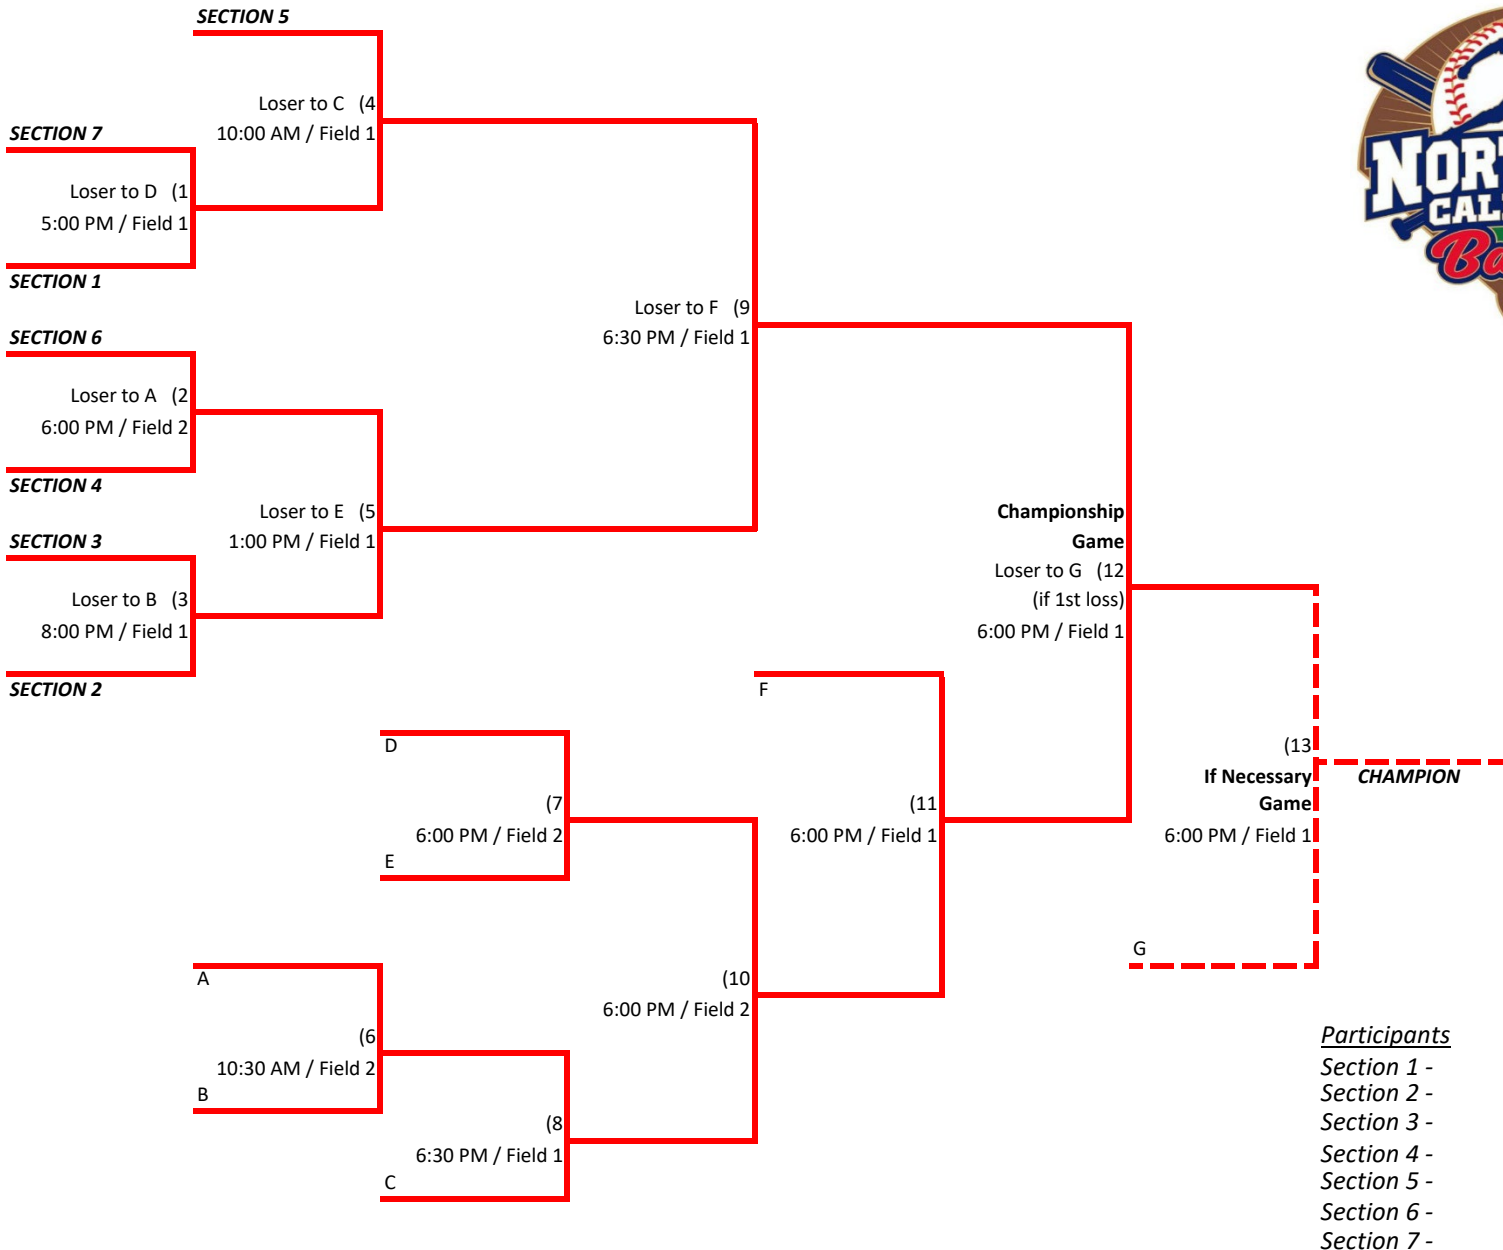 SECTION 5
Loser to C (4
10:00 AM / Field 1
SECTION 7
Loser to D (1
5:00 PM / Field 1
SECTION 1
Loser to F (9
6:30 PM / Field 1
SECTION 6
Loser to A (2
6:00 PM / Field 2
SECTION 4
Loser to E (5
1:00 PM / Field 1
SECTION 3
Loser to B (3
8:00 PM / Field 1
SECTION 2
Championship
Game
Loser to G (12
(if 1st loss)
6:00 PM / Field 1
F
D
(7
6:00 PM / Field 2
E
(11
6:00 PM / Field 1
(13
If Necessary
Game
6:00 PM / Field 1
CHAMPION
G
A
(6
10:30 AM / Field 2
B
(10
6:00 PM / Field 2
(8
6:30 PM / Field 1
C
Participants
Section 1 -
Section 2 -
Section 3 -
Section 4 -
Section 5 -
Section 6 -
Section 7 -